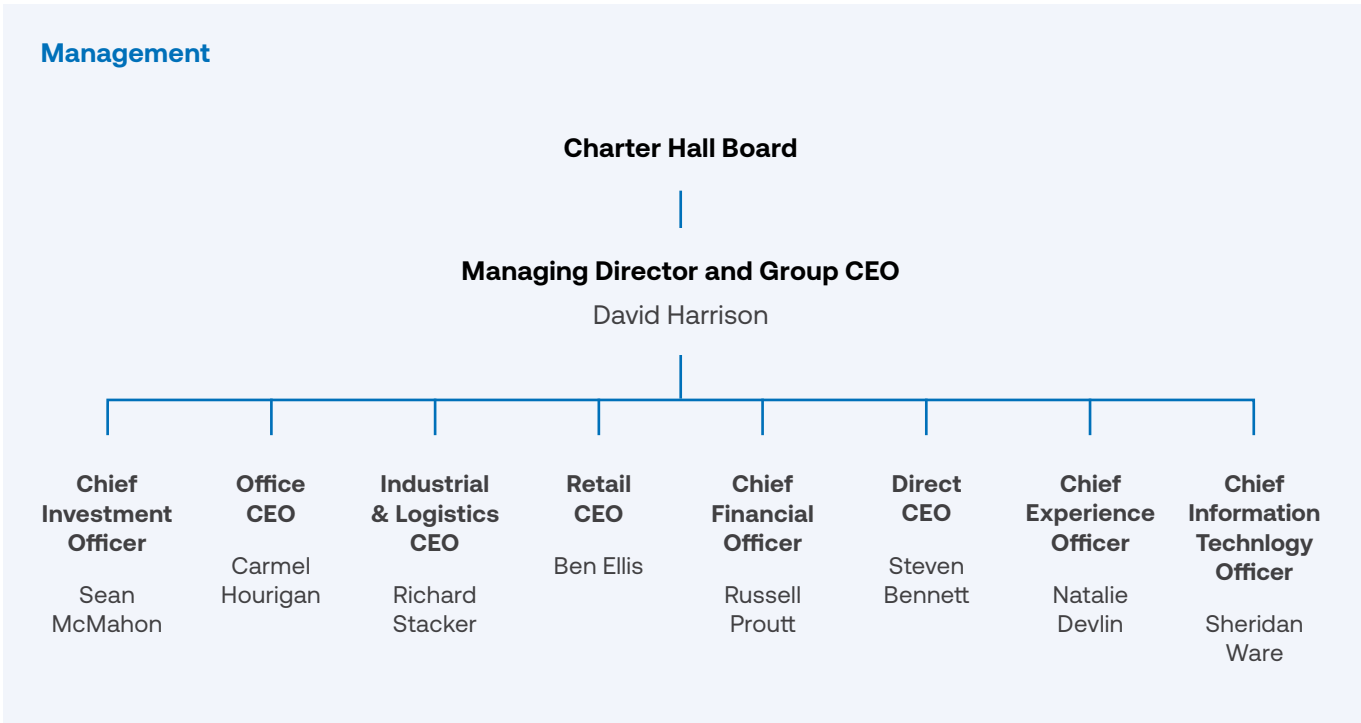 Management
Charter Hall Board
Managing Director and Group CEO
David Harrison
Chief
Investment
Officer
Sean
McMahon
Office
CEO
Carmel
Hourigan
Industrial
& Logistics
CEO
Richard
Stacker
Retail
CEO
Ben Ellis
Chief
Financial
Officer
Russell
Proutt
Direct
CEO
Steven
Bennett
Chief
Experience
Officer
Natalie
Devlin
Chief
Information
Technlogy
Officer
Sheridan
Ware